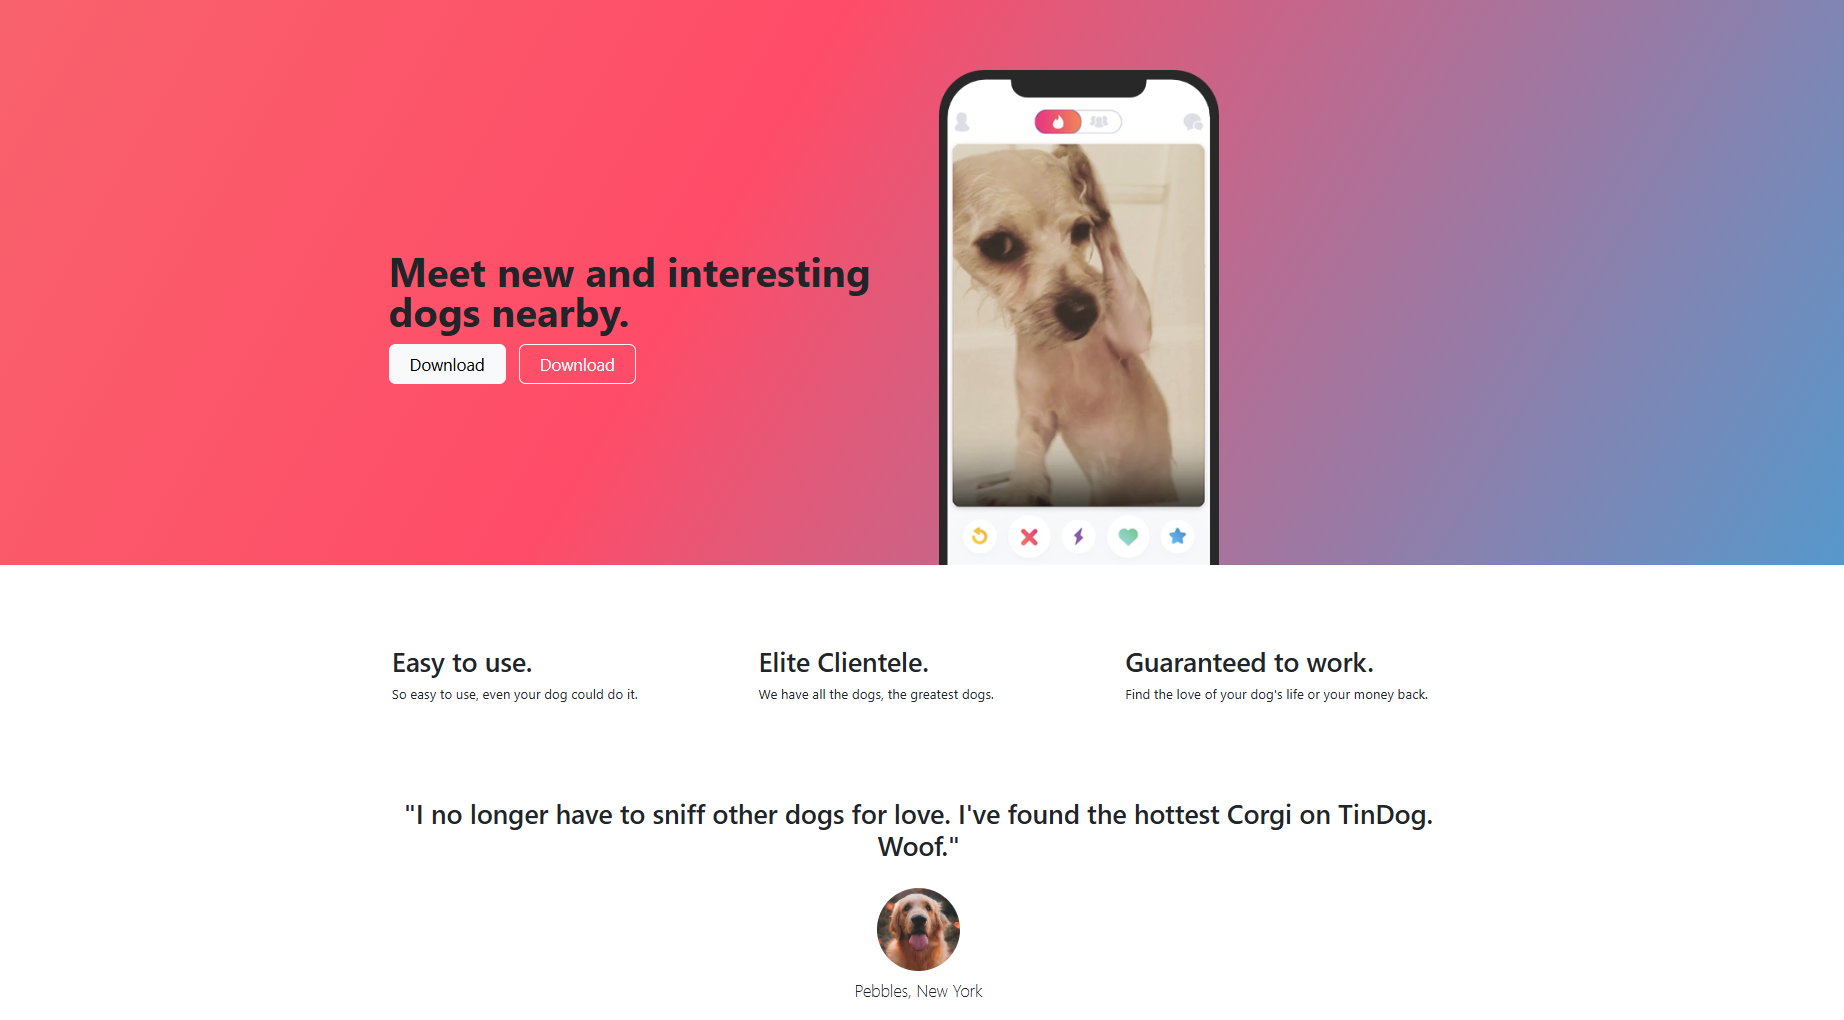 Meet new and interesting
dogs nearby.
Download
Download
Easy to use.
So easy to use, even your dog could do it.
Elite Clientele.
We have all the dogs, the greatest dogs.
Guaranteed to work.
Find the love of your dog's life or your money back.
"I no longer have to sniff other dogs for love. I've found the hottest Corgi on TinDog.
Woof."
Pebbles, New York